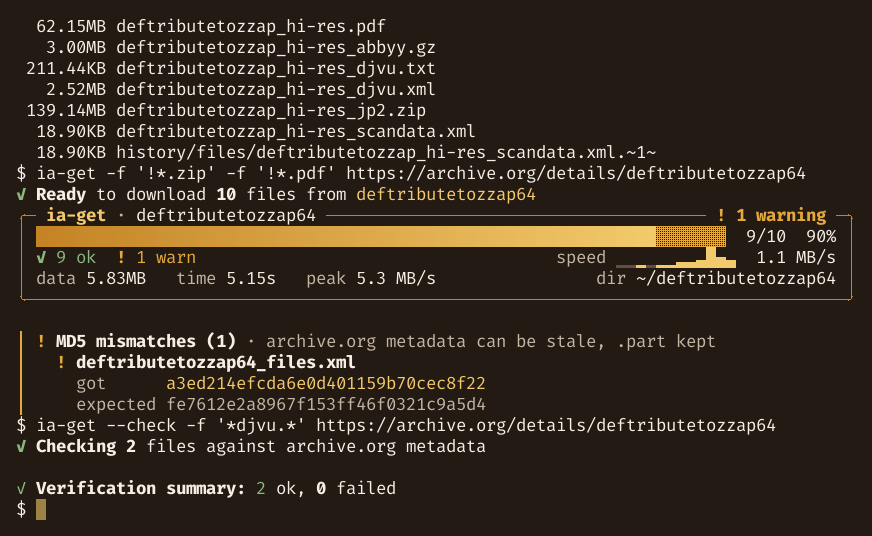 62.15MB deftributetozzap_hi-res.pdf
3.00MB deftributetozzap_hi-res_abbyy.gz
211.44KB deftributetozzap_hi-res_djvu.txt
2.52MB deftributetozzap_hi-res_djvu.xml
139.14MB deftributetozzap_hi-res_jp2.zip
18.90KB deftributetozzap_hi-res_scandata.xml
18.90KB history/files/deftributetozzap_hi-res_scandata.xml.~1~
$ ia-get -f '!*.zip' -f '!*.pdf' https://archive.org/details/deftributetozzap64
√ Ready to download 10 files from deftributetozzap64
ia-get · deftributetozzap64 ! 1 warning
9/10 90%
√ 9 ok ! 1 warn speed 1.1 MB/s
data 5.83MB time 5.15s peak 5.3 MB/s dir ~/deftributetozzap64
! MD5 mismatches (1) · archive.org metadata can be stale, .part kept
! deftributetozzap64_files.xml
got a3ed214efcda6e0d401159b70cec8f22
expected fe7612e2a8967f153ff46f0321c9a5d4
$ ia-get --check -f '*djvu.*' https://archive.org/details/deftributetozzap64
√ Checking 2 files against archive.org metadata
√ Verification summary: 2 ok, 0 failed
$